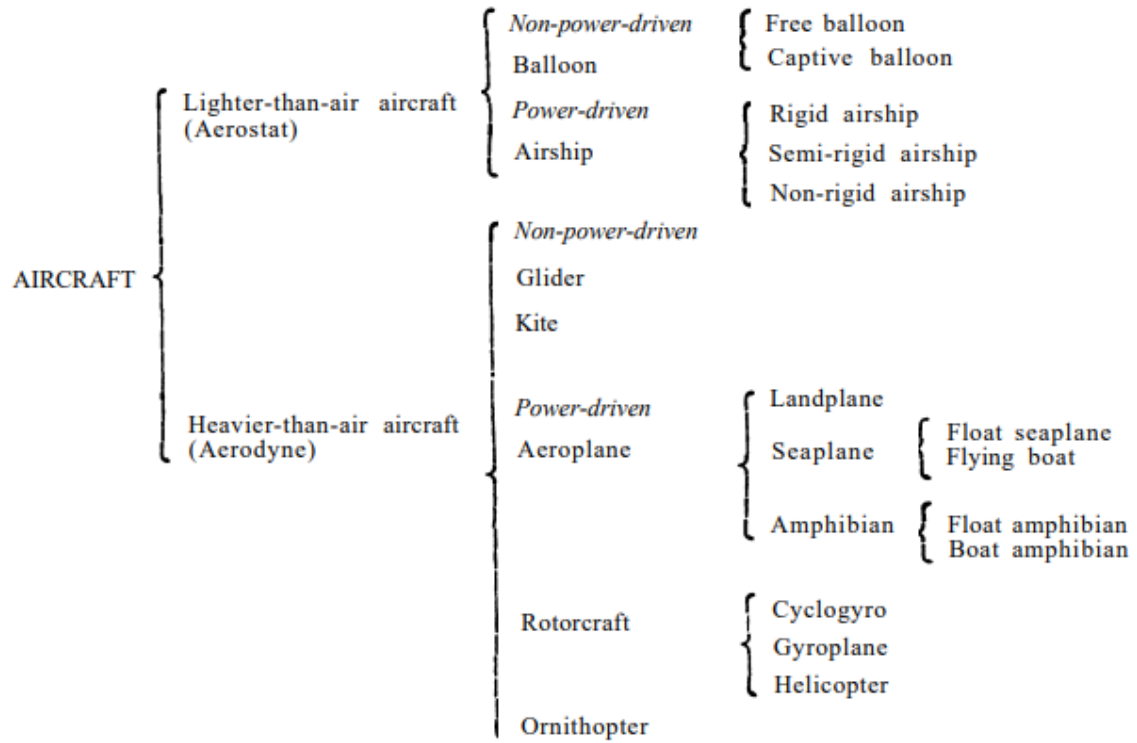 AIRCRAFT
Lighter-than-air aircraft
(Aerostat)
Non-power-driven
Balloon
Free balloon
Captive balloon
Power-driven
Airship
Rigid airship
Semi-rigid airship
Non-rigid airship
Heavier-than-air aircraft
(Aerodyne)
Non-power-driven
Glider
Kite
Power-driven
Aeroplane
Landplane
Seaplane
Float seaplane
Flying boat
Amphibian
Float amphibian
Boat amphibian
Rotorcraft
Cyclogyro
Gyroplane
Helicopter
Ornithopter